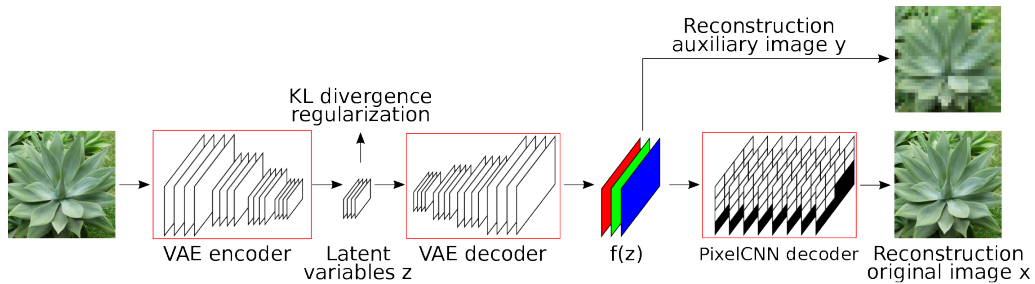 Reconstruction
auxiliary image y
KL divergence
regularization
VAE encoder
Latent
variables z
VAE decoder
f(z)
PixelCNN decoder
Reconstruction
original image x